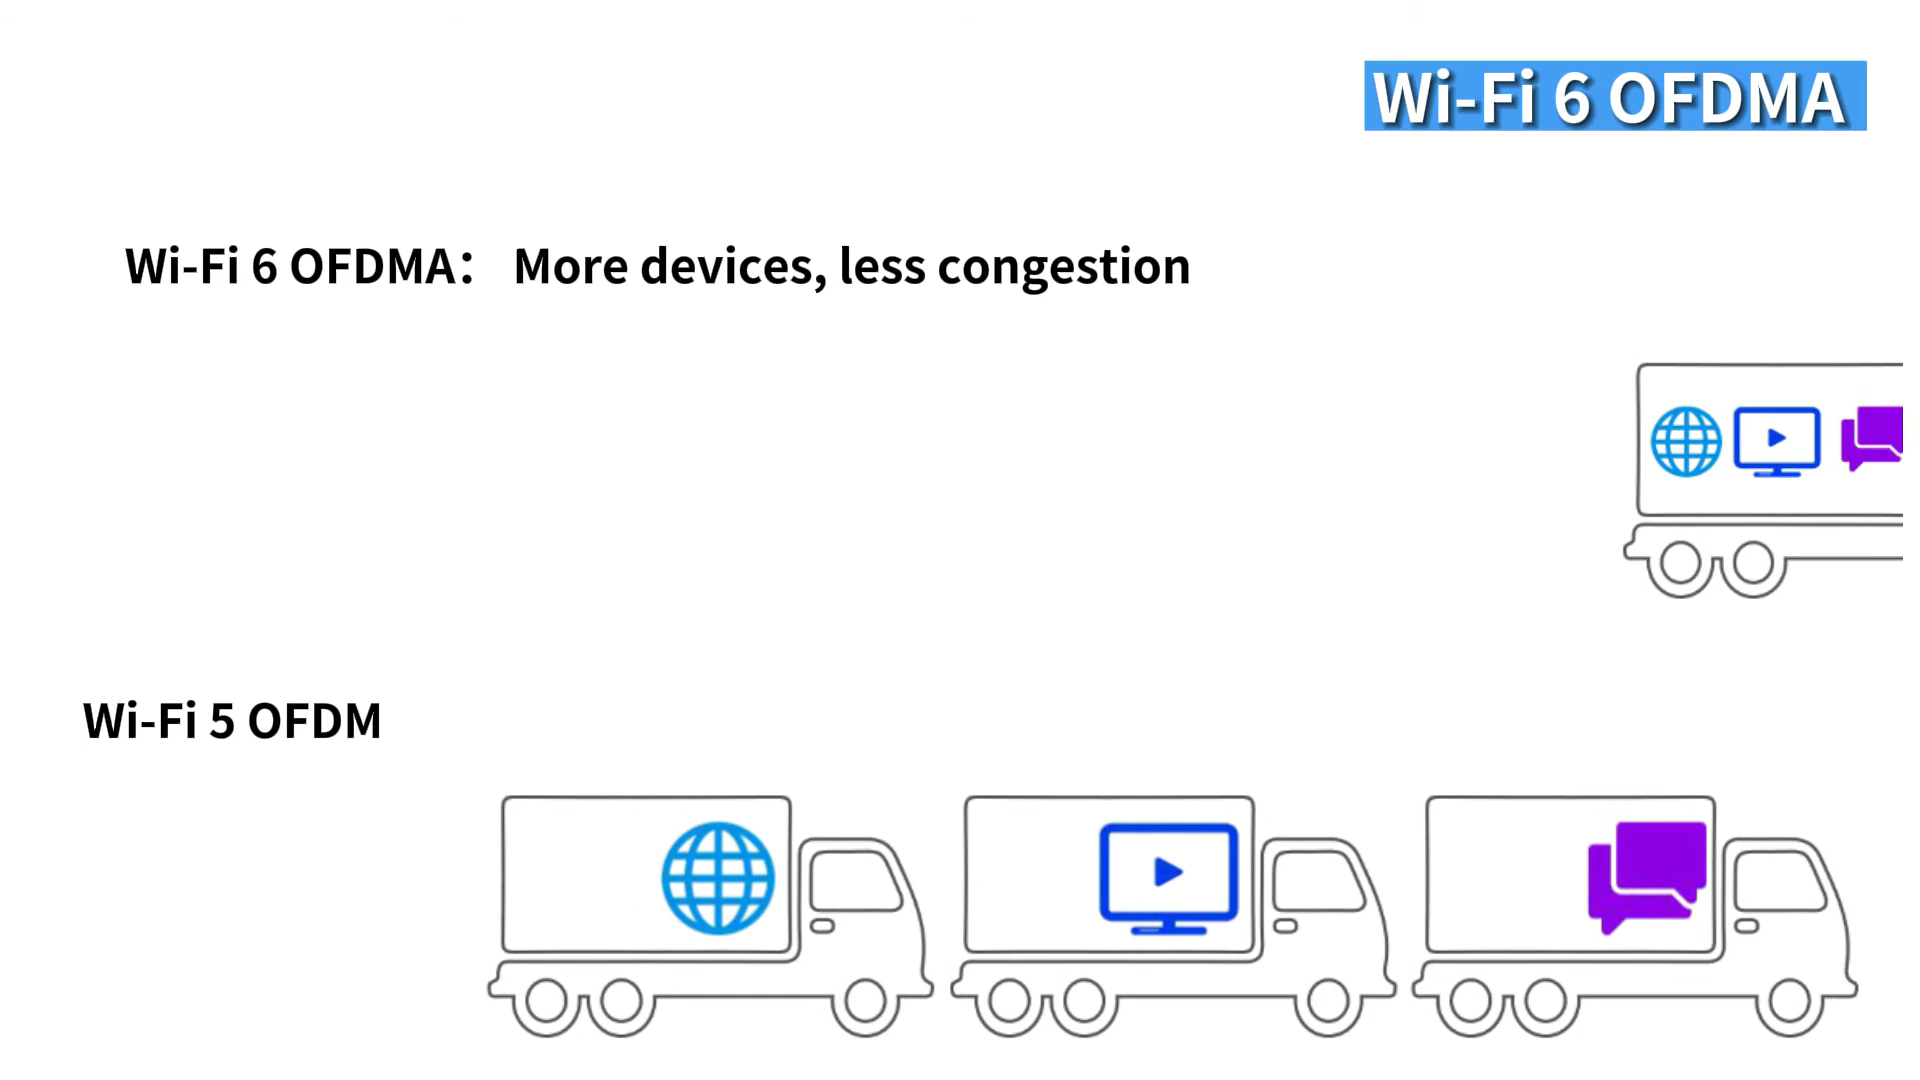 Wi-Fi 6 OFDMA
Wi-Fi 6 OFDMA： More devices, less congestion
Wi-Fi 5 OFDM